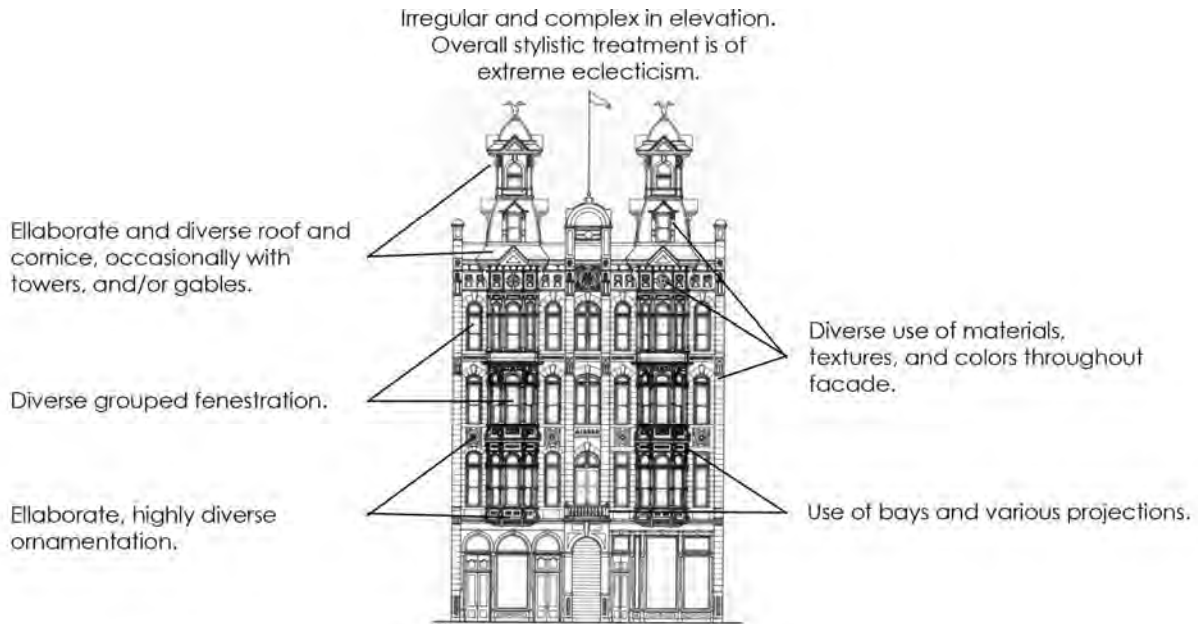 Irregular and complex in elevation.
Overall stylistic treatment is of
extreme eclecticism.
Ellaborate and diverse roof and
cornice, occasionally with
towers, and/or gables.
Diverse use of materials,
textures, and colors throughout
facade.
Diverse grouped fenestration.
Ellaborate, highly diverse
ornamentation.
Use of bays and various projections.